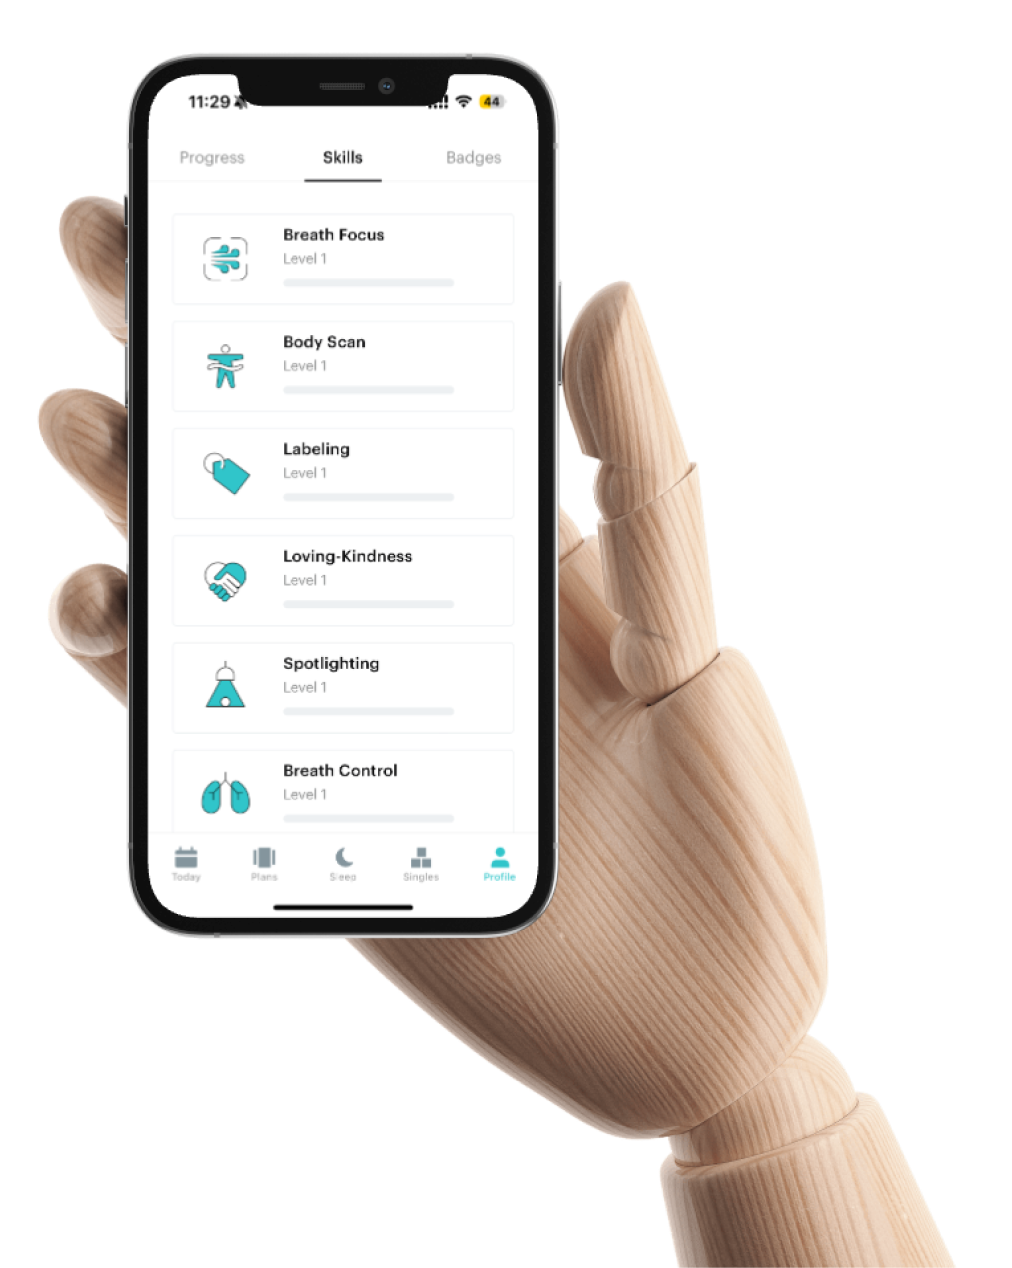 11:29
44
Progress Skills Badges
Breath Focus
Level 1
Body Scan
Level 1
Labeling
Level 1
Loving-Kindness
Level 1
Spotlighting
Level 1
Breath Control
Level 1
Today Plans Sleep Singles Profile